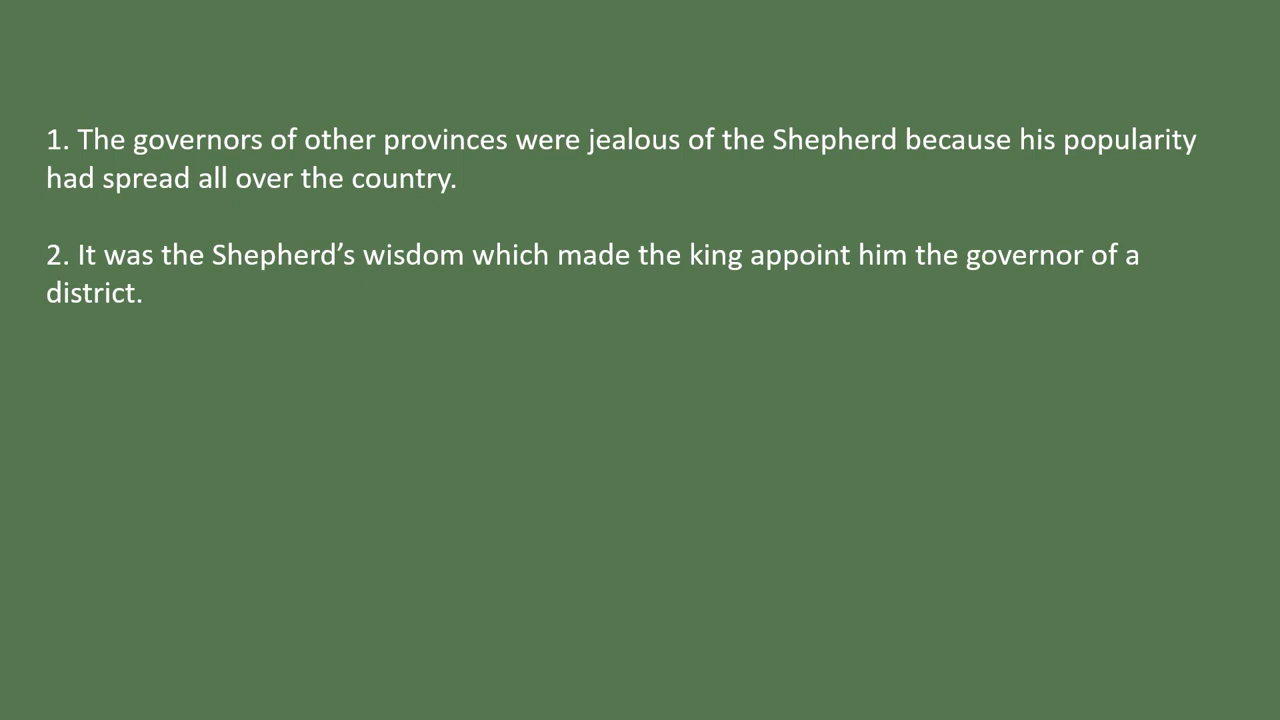 1. The governors of other provinces were jealous of the Shepherd because his popularity
had spread all over the country.
2. It was the Shepherd’s wisdom which made the king appoint him the governor of a
district.